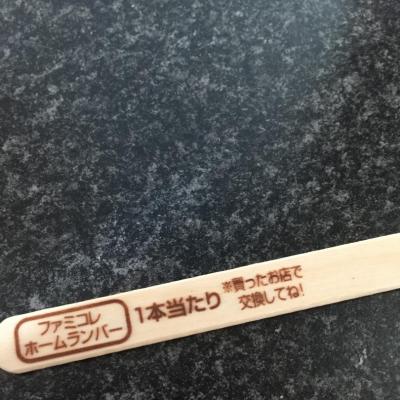 ファミコレ
ホームランバー
1本当たり
※買ったお店で
交換してね!